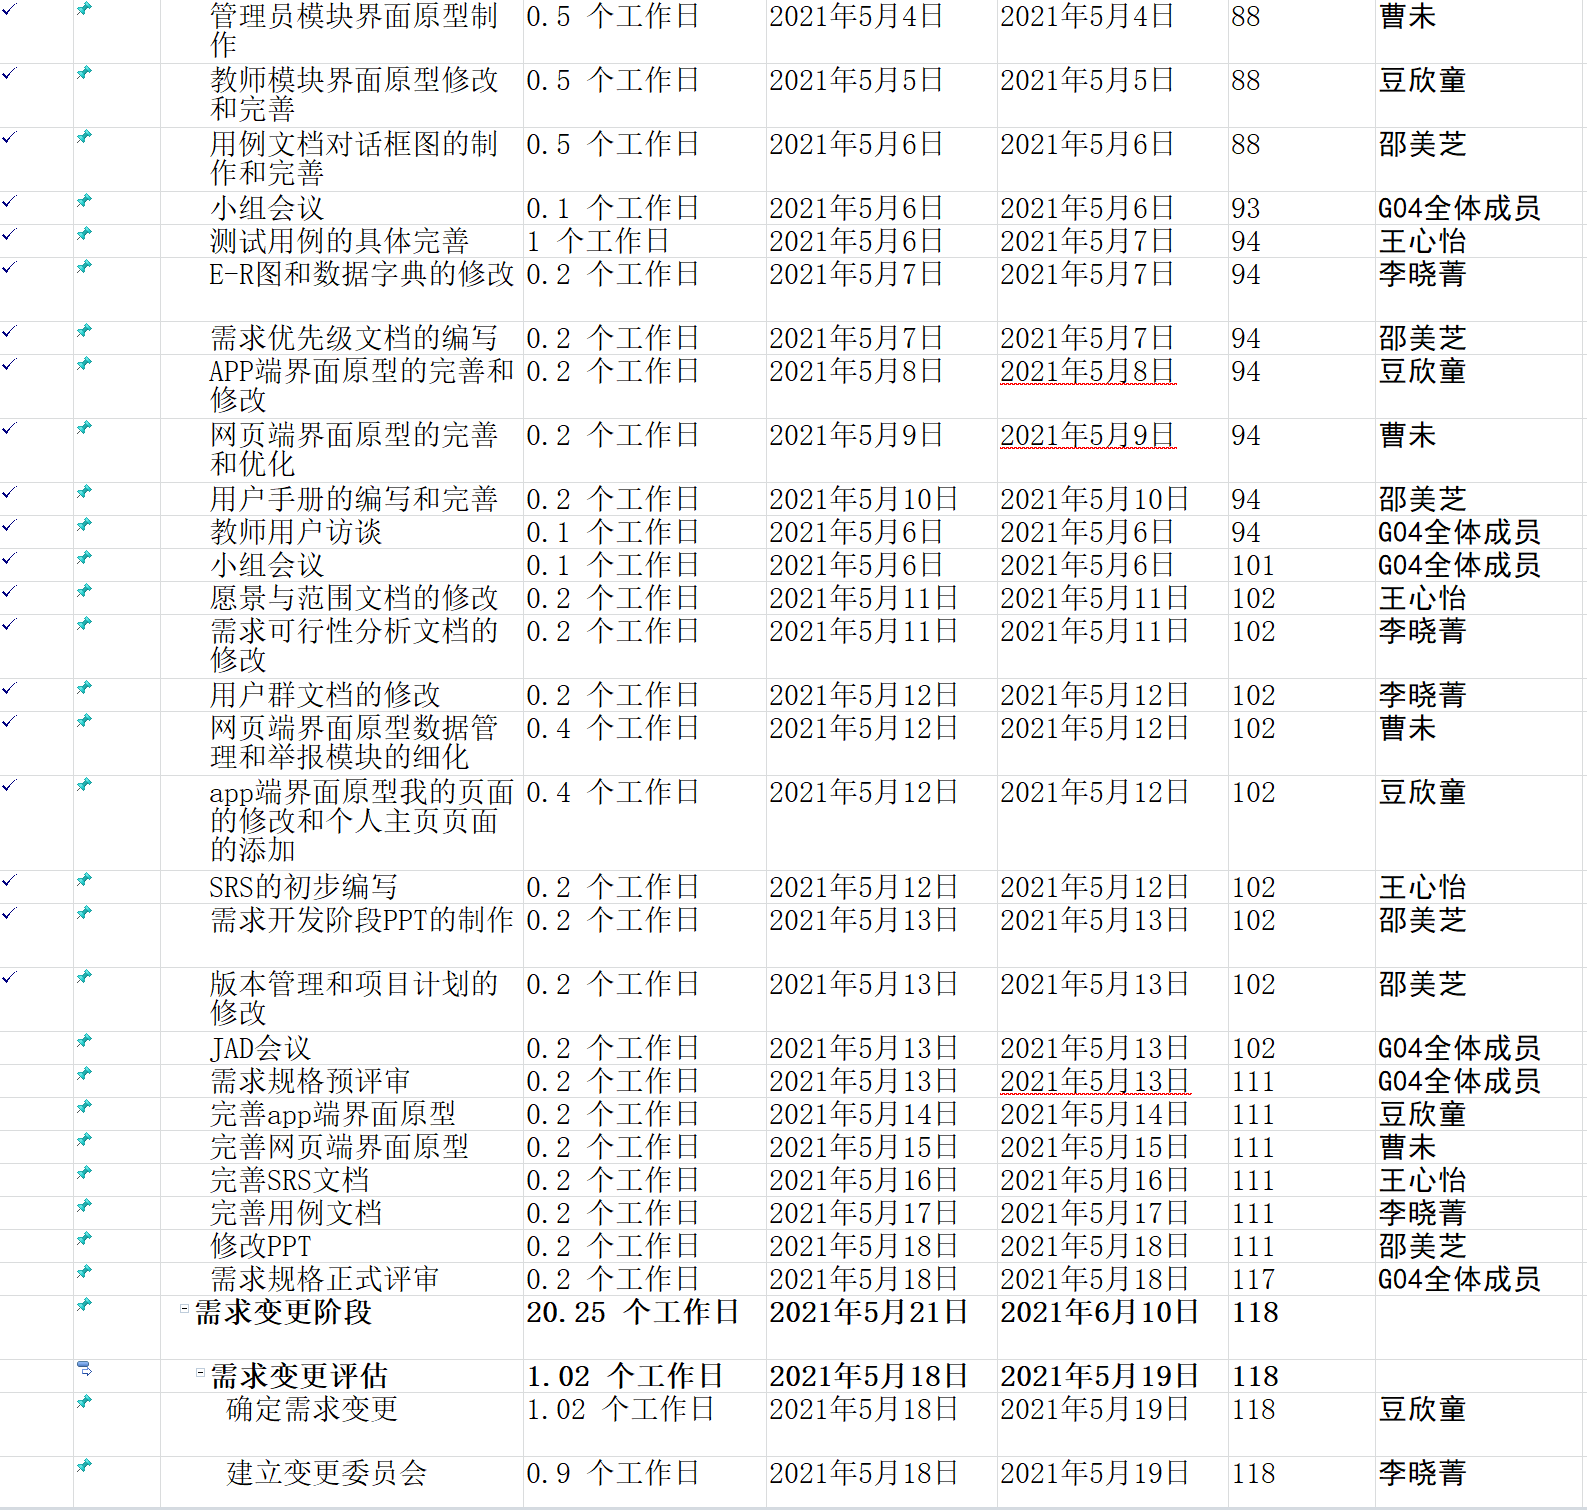 管理员模块界面原型制 0.5 个工作日 2021年5月4日 2021年5月4日 88 曹未
作
教师模块界面原型修改 0.5 个工作日 2021年5月5日 2021年5月5日 88 豆欣童
和完善
用例文档对话框图的制 0.5 个工作日 2021年5月6日 2021年5月6日 88 邵美芝
作和完善
小组会议 0.1 个工作日 2021年5月6日 2021年5月6日 93 G04全体成员
测试用例的具体完善 1 个工作日 2021年5月6日 2021年5月7日 94 王心怡
E-R图和数据字典的修改 0.2 个工作日 2021年5月7日 2021年5月7日 94 李晓菁
需求优先级文档的编写 0.2 个工作日 2021年5月7日 2021年5月7日 94 邵美芝
APP端界面原型的完善和 0.2 个工作日 2021年5月8日 2021年5月8日 94 豆欣童
修改
网页端界面原型的完善 0.2 个工作日 2021年5月9日 2021年5月9日 94 曹未
和优化
用户手册的编写和完善 0.2 个工作日 2021年5月10日 2021年5月10日 94 邵美芝
教师用户访谈 0.1 个工作日 2021年5月6日 2021年5月6日 94 G04全体成员
小组会议 0.1 个工作日 2021年5月6日 2021年5月6日 101 G04全体成员
愿景与范围文档的修改 0.2 个工作日 2021年5月11日 2021年5月11日 102 王心怡
需求可行性分析文档的 0.2 个工作日 2021年5月11日 2021年5月11日 102 李晓菁
修改
用户群文档的修改 0.2 个工作日 2021年5月12日 2021年5月12日 102 李晓菁
网页端界面原型数据管 0.4 个工作日 2021年5月12日 2021年5月12日 102 曹未
理和举报模块的细化
app端界面原型我的页面 0.4 个工作日 2021年5月12日 2021年5月12日 102 豆欣童
的修改和个人主页页面
的添加
SRS的初步编写 0.2 个工作日 2021年5月12日 2021年5月12日 102 王心怡
需求开发阶段PPT的制作 0.2 个工作日 2021年5月13日 2021年5月13日 102 邵美芝
版本管理和项目计划的 0.2 个工作日 2021年5月13日 2021年5月13日 102 邵美芝
修改
JAD会议 0.2 个工作日 2021年5月13日 2021年5月13日 102 G04全体成员
需求规格预评审 0.2 个工作日 2021年5月13日 2021年5月13日 111 G04全体成员
完善app端界面原型 0.2 个工作日 2021年5月14日 2021年5月14日 111 豆欣童
完善网页端界面原型 0.2 个工作日 2021年5月15日 2021年5月15日 111 曹未
完善SRS文档 0.2 个工作日 2021年5月16日 2021年5月16日 111 王心怡
完善用例文档 0.2 个工作日 2021年5月17日 2021年5月17日 111 李晓菁
修改PPT 0.2 个工作日 2021年5月18日 2021年5月18日 111 邵美芝
需求规格正式评审 0.2 个工作日 2021年5月18日 2021年5月18日 117 G04全体成员
需求变更阶段 20.25 个工作日 2021年5月21日 2021年6月10日 118
需求变更评估 1.02 个工作日 2021年5月18日 2021年5月19日 118
确定需求变更 1.02 个工作日 2021年5月18日 2021年5月19日 118 豆欣童
建立变更委员会 0.9 个工作日 2021年5月18日 2021年5月19日 118 李晓菁